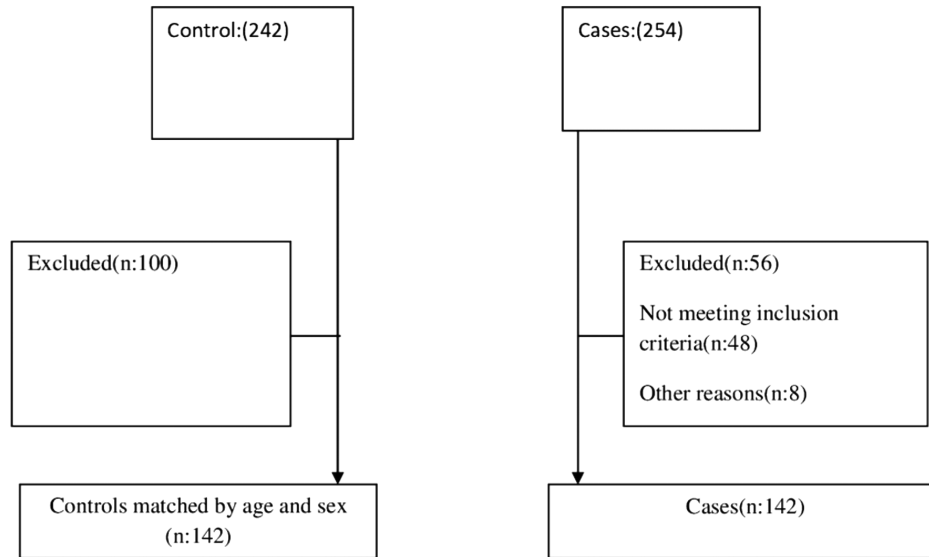 Control:(242)
Cases:(254)
Excluded(n:100)
Excluded(n:56)
Not meeting inclusion
criteria(n:48)
Other reasons(n:8)
Controls matched by age and sex
(n:142)
Cases(n:142)